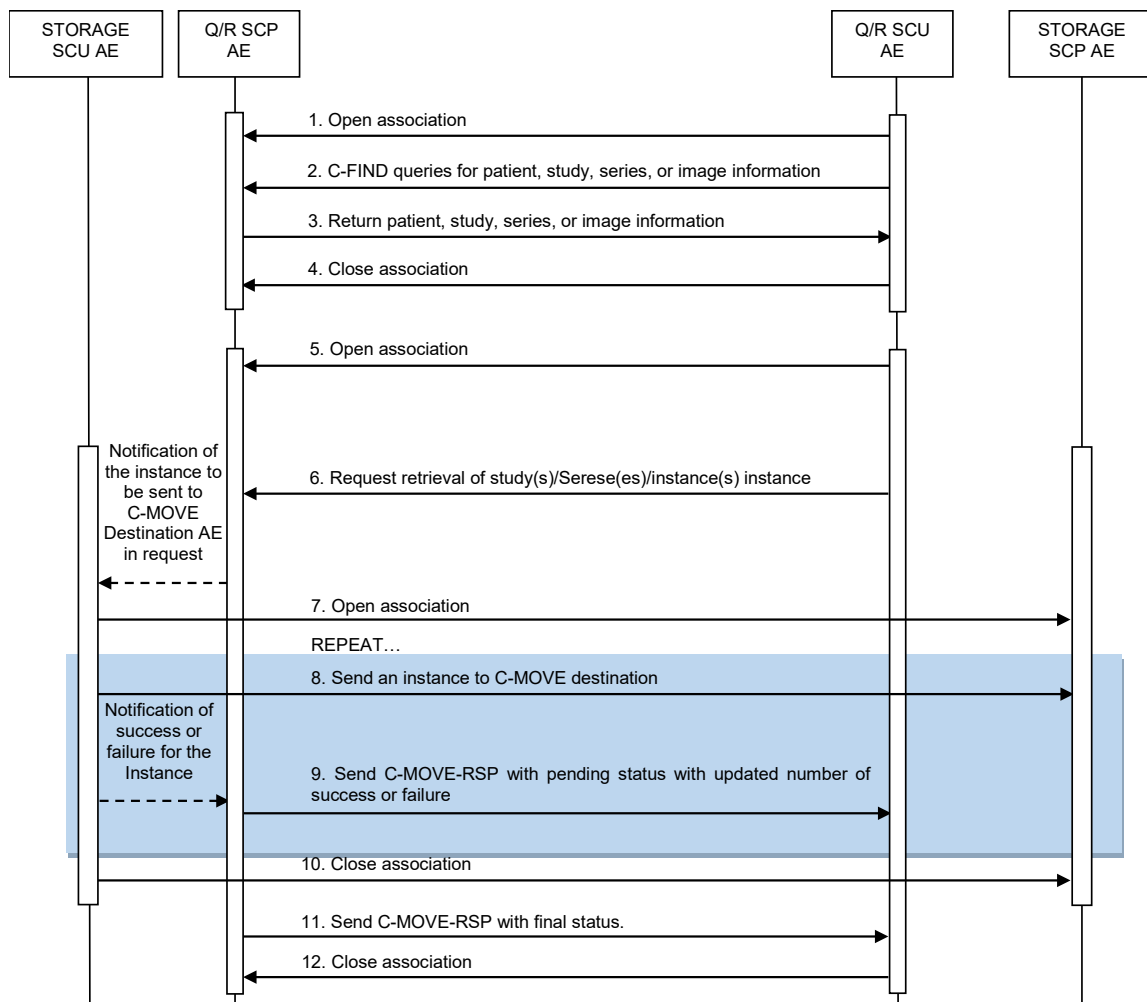 STORAGE
SCU AE
Q/R SCP
AE
Q/R SCU
AE
STORAGE
SCP AE
1. Open association
2. C-FIND queries for patient, study, series, or image information
3. Return patient, study, series, or image information
4. Close association
5. Open association
Notification of
the instance to
be sent to
C-MOVE
Destination AE
in request
6. Request retrieval of study(s)/Serese(es)/instance(s) instance
7. Open association
REPEAT…
8. Send an instance to C-MOVE destination
Notification of
success or
failure for the
Instance
9. Send C-MOVE-RSP with pending status with updated number of
success or failure
10. Close association
11. Send C-MOVE-RSP with final status.
12. Close association